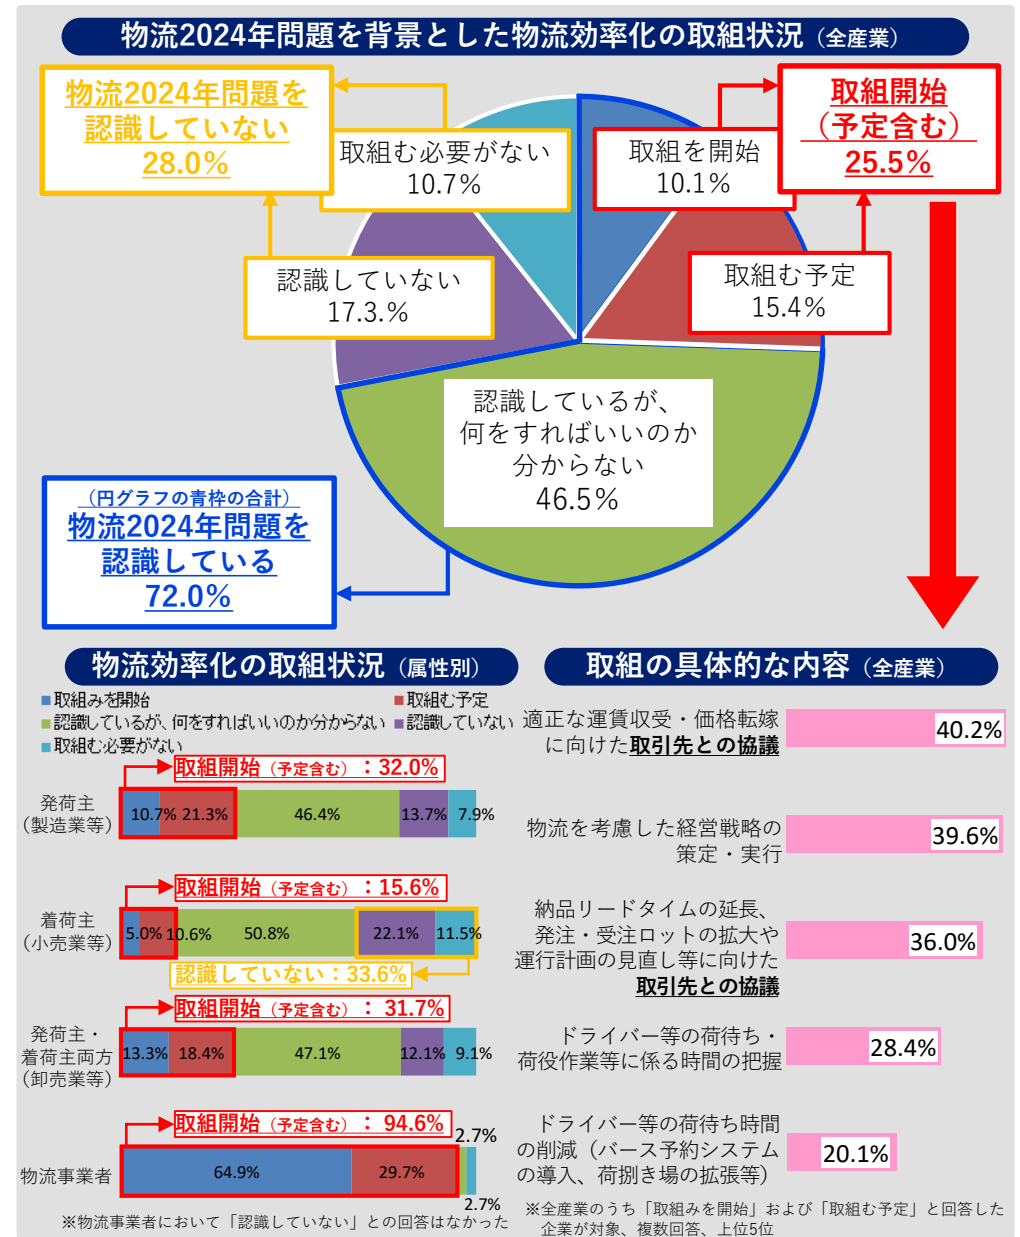 物流2024年問題を背景とした物流効率化の取組状況（全産業）
物流2024年問題を
認識していない
28.0%
取組む必要がない
10.7%
取組を開始
10.1%
取組開始
（予定含む）
25.5%
認識していない
17.3.%
取組む予定
15.4%
認識しているが、
何をすればいいのか
分からない
46.5%
（円グラフの青枠の合計）
物流2024年問題を
認識している
72.0%
物流効率化の取組状況（属性別）
取組みを開始
取組む予定
認識しているが、何をすればいいのか分からない
認識していない
取組む必要がない
取組開始（予定含む）：32.0%
発荷主
（製造業等）
10.7% 21.3% 46.4% 13.7% 7.9%
取組開始（予定含む）：15.6%
着荷主
（小売業等）
5.0% 10.6% 50.8% 22.1% 11.5%
認識していない：33.6%
取組開始（予定含む）：31.7%
発荷主・
着荷主両方
（卸売業等）
13.3% 18.4% 47.1% 12.1% 9.1%
取組開始（予定含む）：94.6%
2.7%
物流事業者
64.9% 29.7%
2.7%
※物流事業者において「認識していない」との回答はなかった
取組の具体的な内容（全産業）
適正な運賃収受・価格転嫁
に向けた取引先との協議
40.2%
物流を考慮した経営戦略の
策定・実行
39.6%
納品リードタイムの延長、
発注・受注ロットの拡大や
運行計画の見直し等に向けた
取引先との協議
36.0%
ドライバー等の荷待ち・
荷役作業等に係る時間の把握
28.4%
ドライバー等の荷待ち時間
の削減（バース予約システム
の導入、荷捌き場の拡張等）
20.1%
※全産業のうち「取組みを開始」および「取組む予定」と回答した
企業が対象、複数回答、上位5位